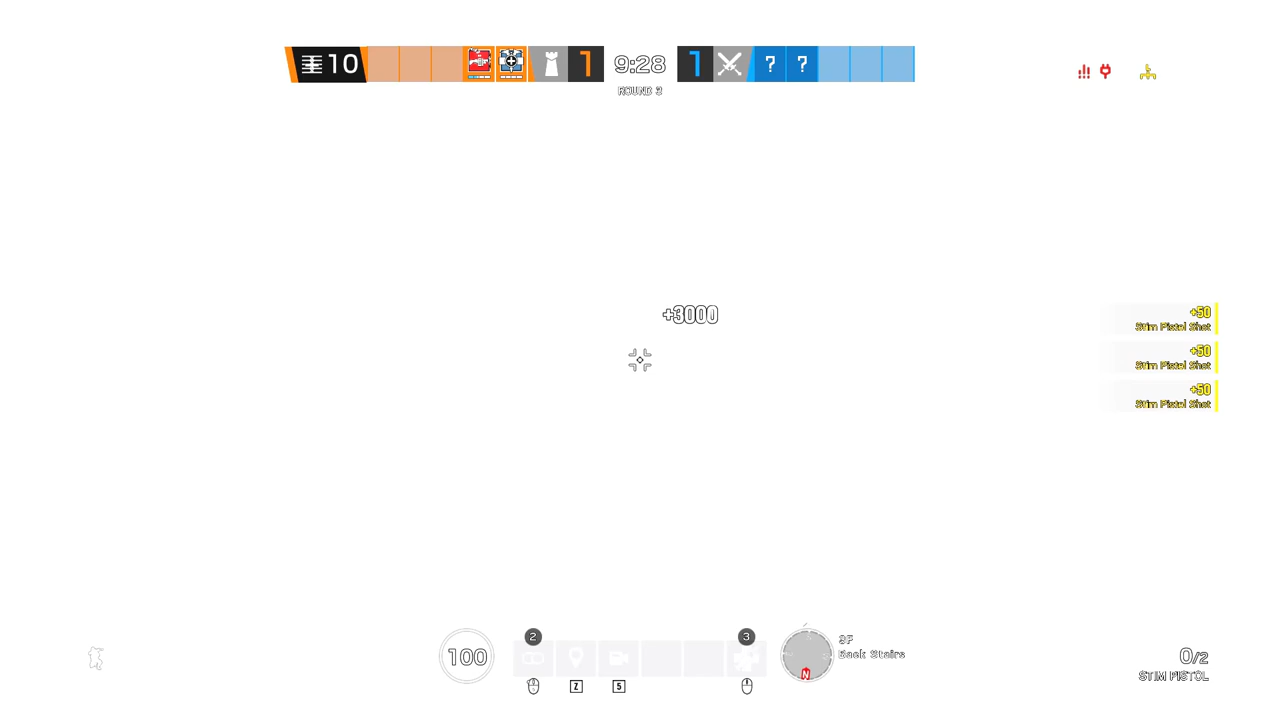 10
1
9:28
1
?
?
ROUND 3
+3000
+50
Stim Pistol Shot
+50
Stim Pistol Shot
+50
Stim Pistol Shot
2
3
100
N
Back Stairs
Z
5
0/2
STIM PISTOL